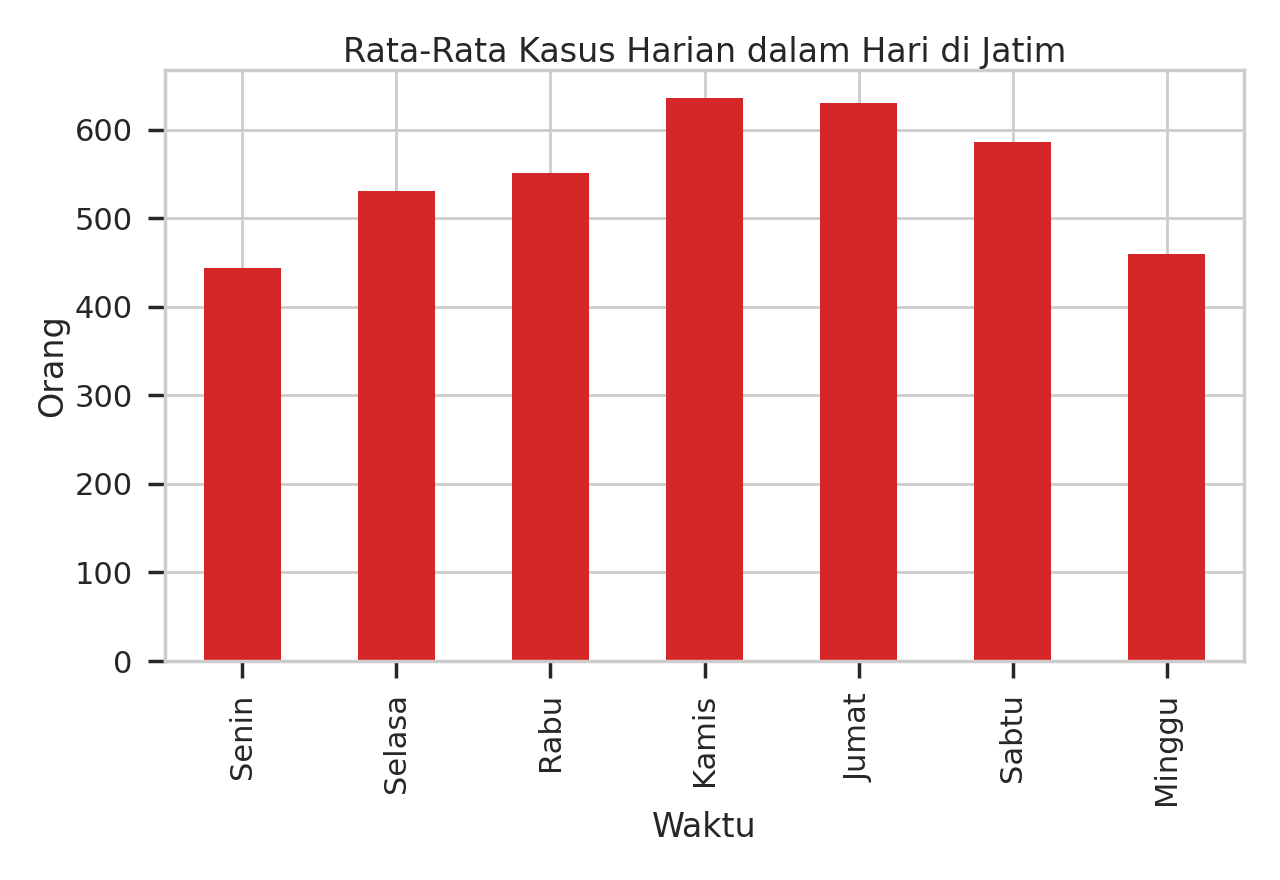 Rata-Rata Kasus Harian dalam Hari di Jatim
600
500
400
300
200
100
0
Orang
Senin
Selasa
Rabu
Kamis
Jumat
Sabtu
Minggu
Waktu